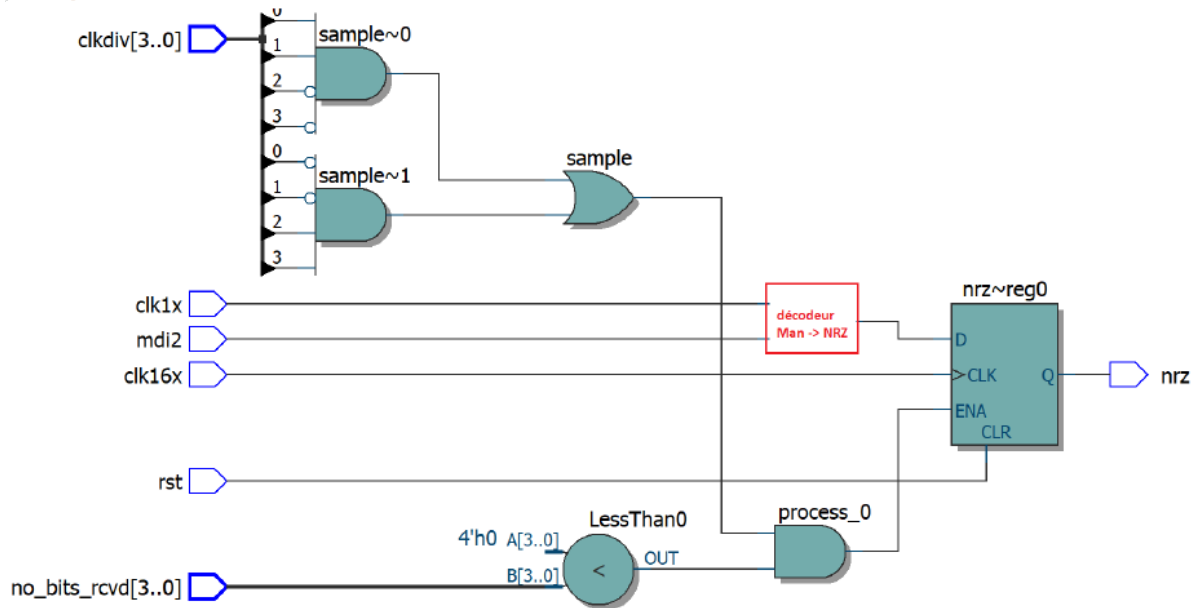 clkdiv[3..0]
0
1
2
3
sample~0
0
1
2
3
sample~1
sample
clk1x
mdi2
clk16x
décodeur
Man -> NRZ
nrz~reg0
D
CLK
Q
ENA
CLR
nrz
rst
LessThan0
4'h0 A[3..0]
B[3..0]
<
OUT
process_0
no_bits_rcvd[3..0]